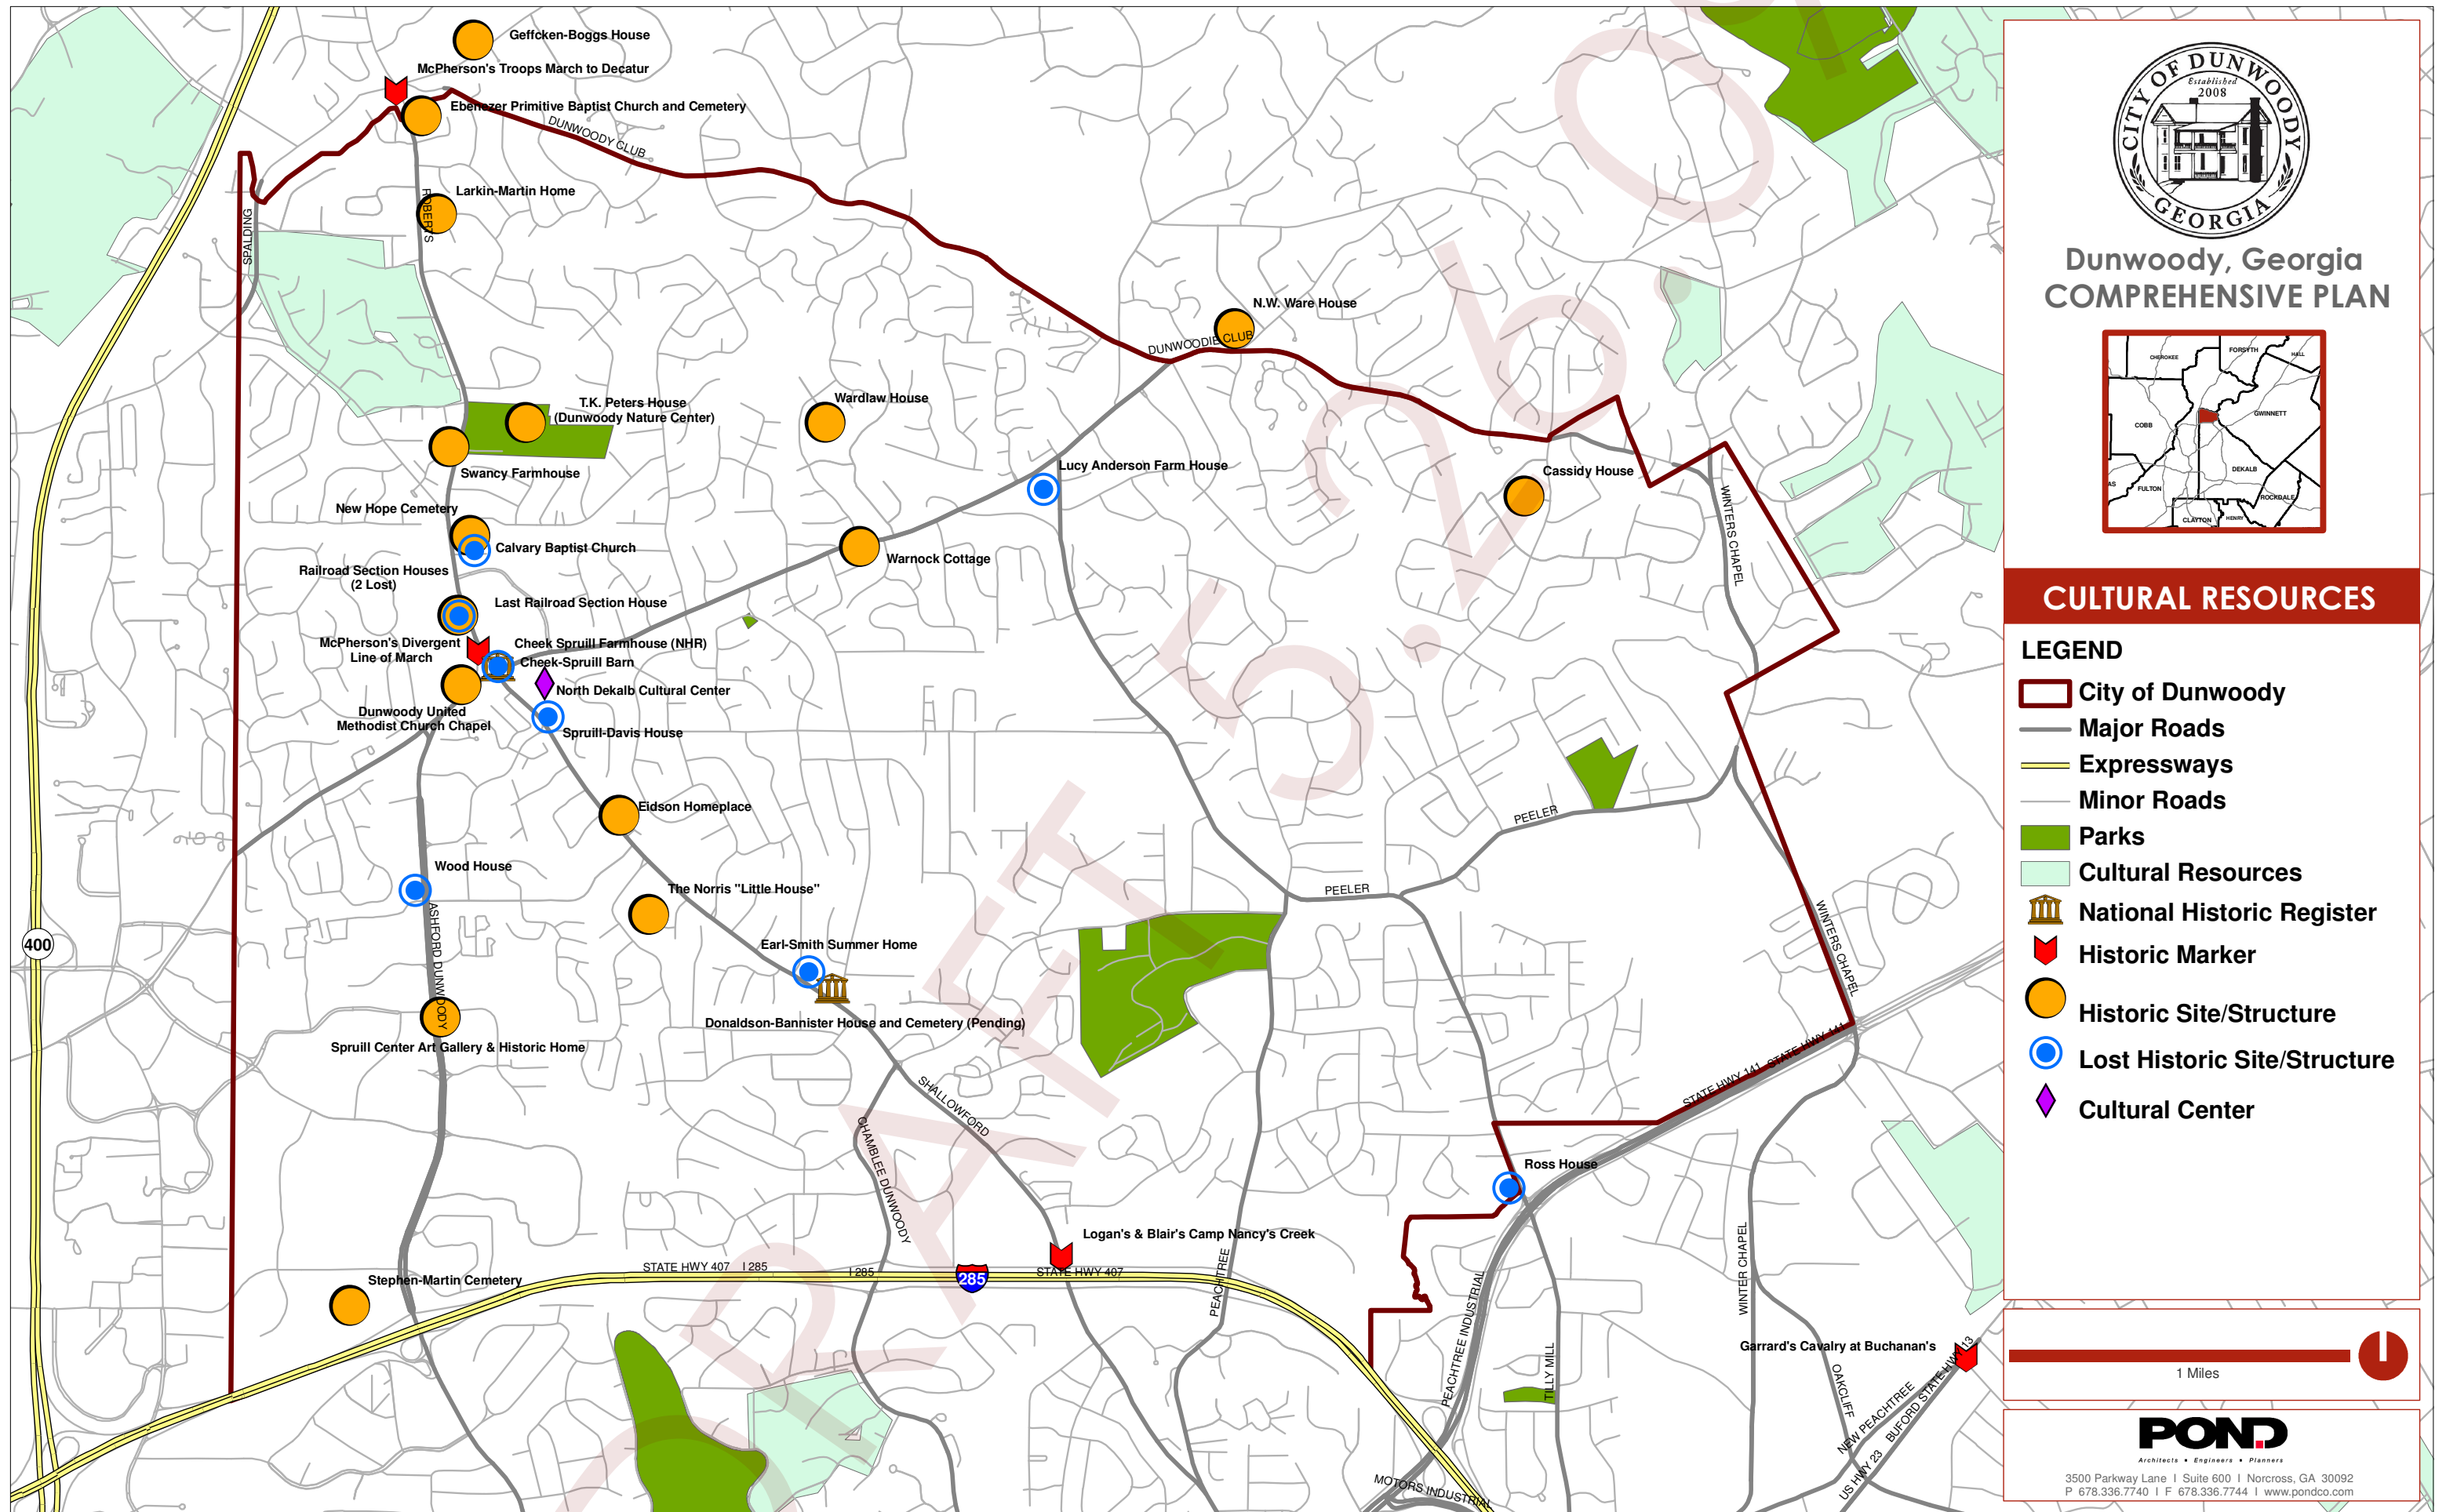 Geffcken-Boggs House
McPherson's Troops March to Decatur
Ebenezer Primitive Baptist Church and Cemetery
DUNWOODY CLUB
Larkin-Martin Home
ROBERTS
SPALDING
N.W. Ware House
DUNWOODIE CLUB
T.K. Peters House
(Dunwoody Nature Center)
Wardlaw House
Swancy Farmhouse
Lucy Anderson Farm House
Cassidy House
WINTERS CHAPEL
New Hope Cemetery
Calvary Baptist Church
Warnock Cottage
Railroad Section Houses
(2 Lost)
Last Railroad Section House
McPherson's Divergent
Line of March
Cheek Spruill Farmhouse (NHR)
Cheek-Spruill Barn
North Dekalb Cultural Center
Dunwoody United
Methodist Church Chapel
Spruill-Davis House
Eidson Homeplace
PEELER
PEELER
Wood House
The Norris "Little House"
ASHFORD DUNWOODY
WINTERS CHAPEL
400
Earl-Smith Summer Home
Donaldson-Bannister House and Cemetery (Pending)
Spruill Center Art Gallery & Historic Home
STATE HWY 141
STATE HWY 141
SHALLOWFORD
CHAMBLEE DUNWOODY
Ross House
Logan's & Blair's Camp Nancy's Creek
STATE HWY 407
I 285
I 285
285
STATE HWY 407
PEACHTREE
Stephen-Martin Cemetery
PEACHTREE INDUSTRIAL
TILLY MILL
WINTER CHAPEL
Garrard's Cavalry at Buchanan's
OAKCLIFF
NEW PEACHTREE
US HWY 23
BUFORD STATE HWY 13
MOTORS INDUSTRIAL
DRAFT 5.26.0
CITY OF DUNWOODY
Established
2008
GEORGIA
Dunwoody, Georgia
COMPREHENSIVE PLAN
CHEROKEE
FORSYTH
HALL
COBB
GWINNETT
DEKALB
AS
FULTON
ROCKDALE
CLAYTON
HENRY
CULTURAL RESOURCES
LEGEND
City of Dunwoody
Major Roads
Expressways
Minor Roads
Parks
Cultural Resources
National Historic Register
Historic Marker
Historic Site/Structure
Lost Historic Site/Structure
Cultural Center
1 Miles
POND
Architects • Engineers • Planners
3500 Parkway Lane I Suite 600 I Norcross, GA 30092
P 678.336.7740 I F 678.336.7744 I www.pondco.com